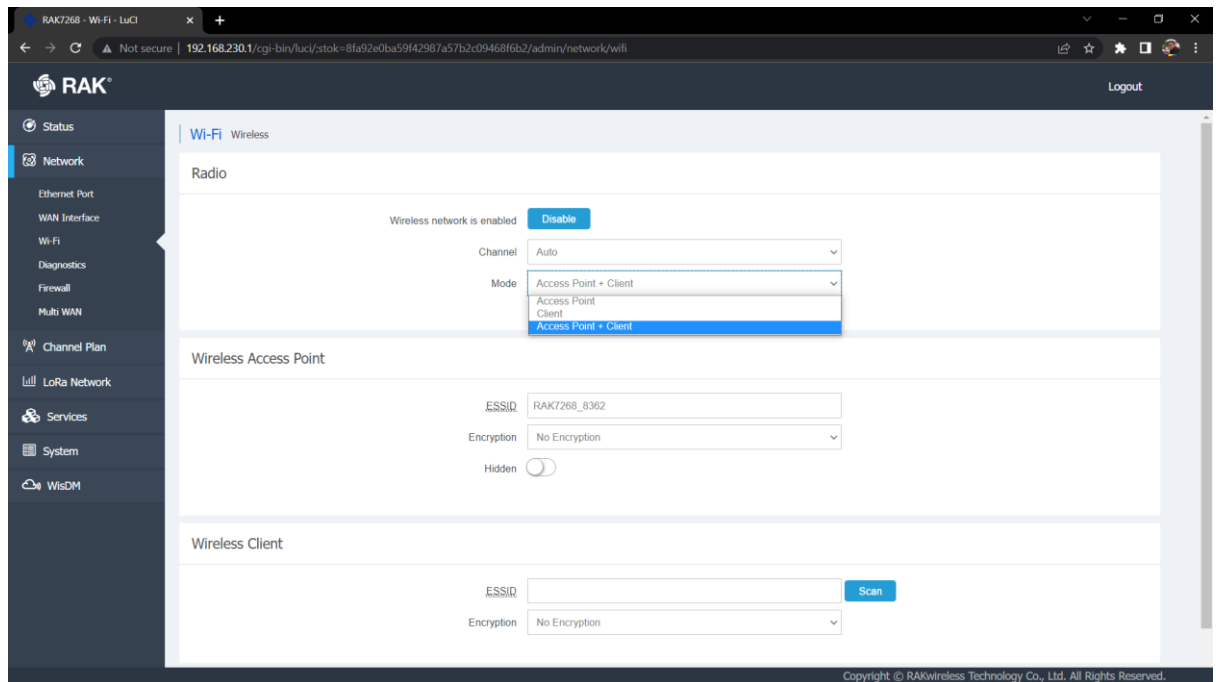 RAK7268 - Wi-Fi - LuCI
Not secure | 192.168.230.1/cgi-bin/luci/;stok=8fa92e0ba59f42987a57b2c09468f6b2/admin/network/wifi
RAK®
Logout
Status
Network
Ethernet Port
WAN Interface
Wi-Fi
Diagnostics
Firewall
Multi WAN
Channel Plan
LoRa Network
Services
System
WisDM
Wi-Fi Wireless
Radio
Wireless network is enabled Disable
Channel Auto
Mode Access Point + Client
Access Point
Client
Access Point + Client
Wireless Access Point
ESSID RAK7268_8362
Encryption No Encryption
Hidden
Wireless Client
ESSID Scan
Encryption No Encryption
Copyright © RAKwireless Technology Co., Ltd. All Rights Reserved.